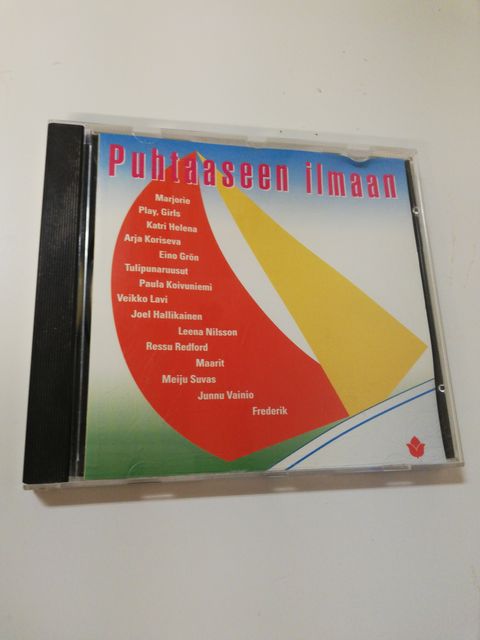 Puhtaaseen ilmaan
Marjorie
Play, Girls
Katri Helena
Arja Koriseva
Eino Grön
Tulipunaruusut
Paula Koivuniemi
Veikko Lavi
Joel Hallikainen
Leena Nilsson
Ressu Redford
Maarit
Meiju Suvas
Junnu Vainio
Frederik